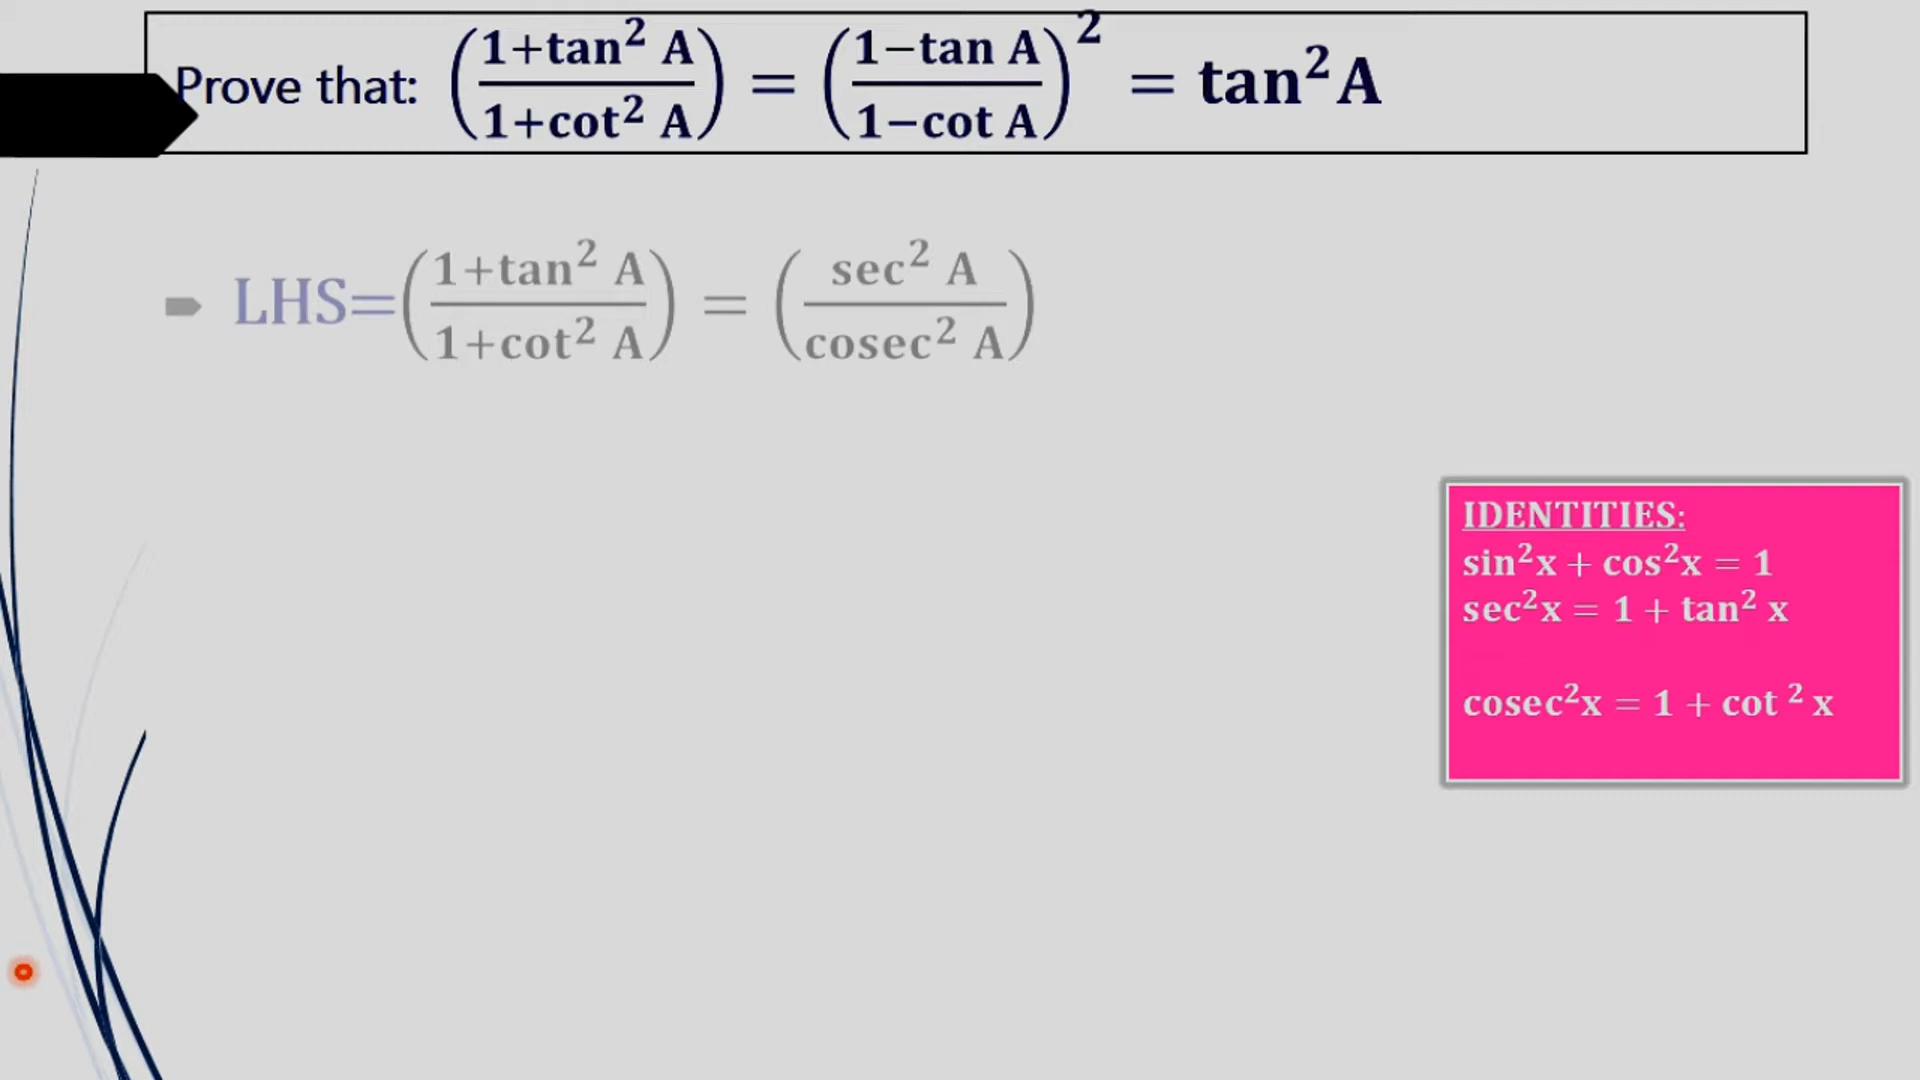 Prove that: (1+tan² A / 1+cot² A) = (1−tan A / 1−cot A)² = tan²A
LHS=(1+tan² A / 1+cot² A) = (sec² A / cosec² A)
IDENTITIES:
sin²x + cos²x = 1
sec²x = 1 + tan² x
cosec²x = 1 + cot ² x